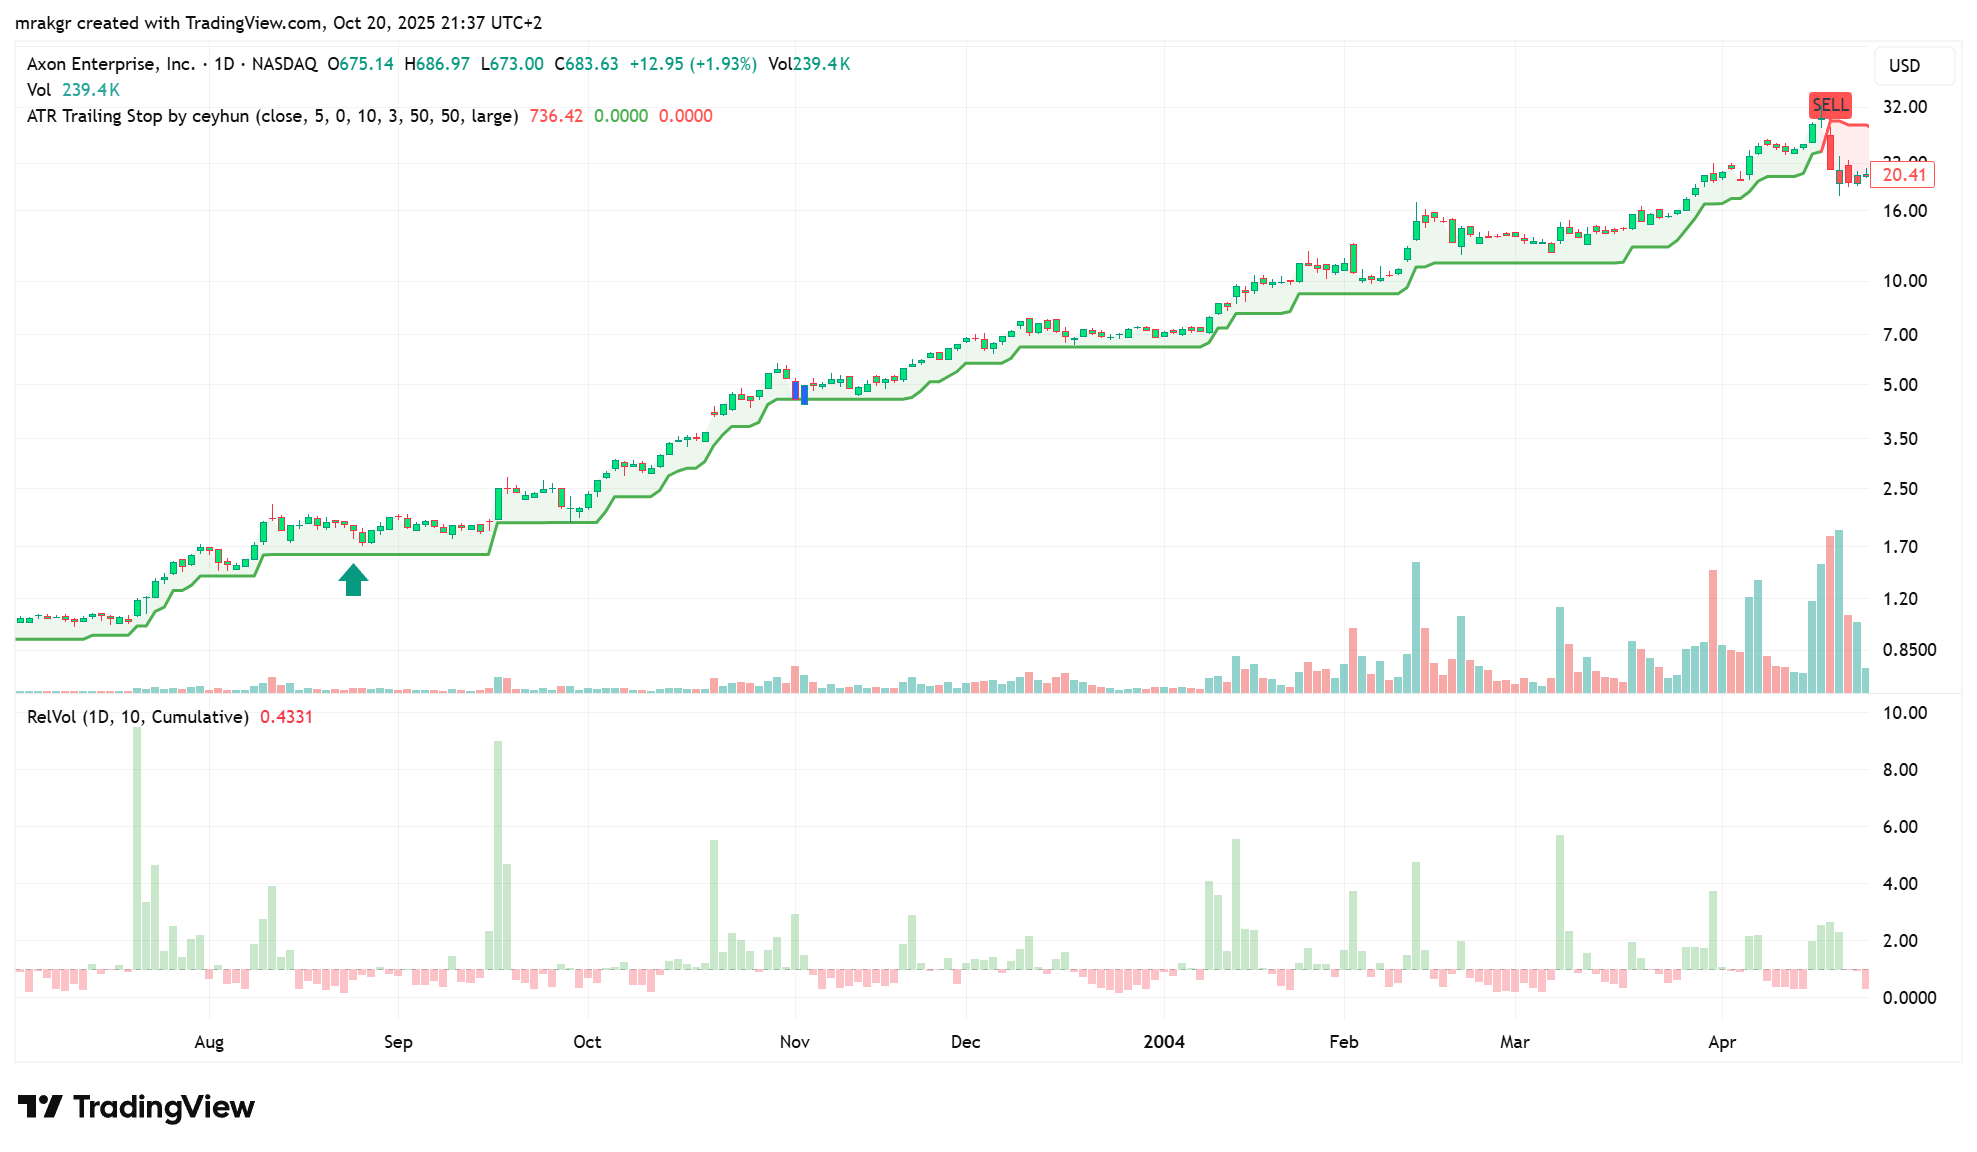 mrakgr created with TradingView.com, Oct 20, 2025 21:37 UTC+2
Axon Enterprise, Inc. · 1D · NASDAQ O675.14 H686.97 L673.00 C683.63 +12.95 (+1.93%) Vol239.4K
USD
Vol 239.4K
ATR Trailing Stop by ceyhun (close, 5, 0, 10, 3, 50, 50, large) 736.42 0.0000 0.0000
SELL
32.00
20.41
16.00
10.00
7.00
5.00
3.50
2.50
1.70
1.20
0.8500
RelVol (1D, 10, Cumulative) 0.4331
10.00
8.00
6.00
4.00
2.00
0.0000
Aug Sep Oct Nov Dec 2004 Feb Mar Apr
TradingView